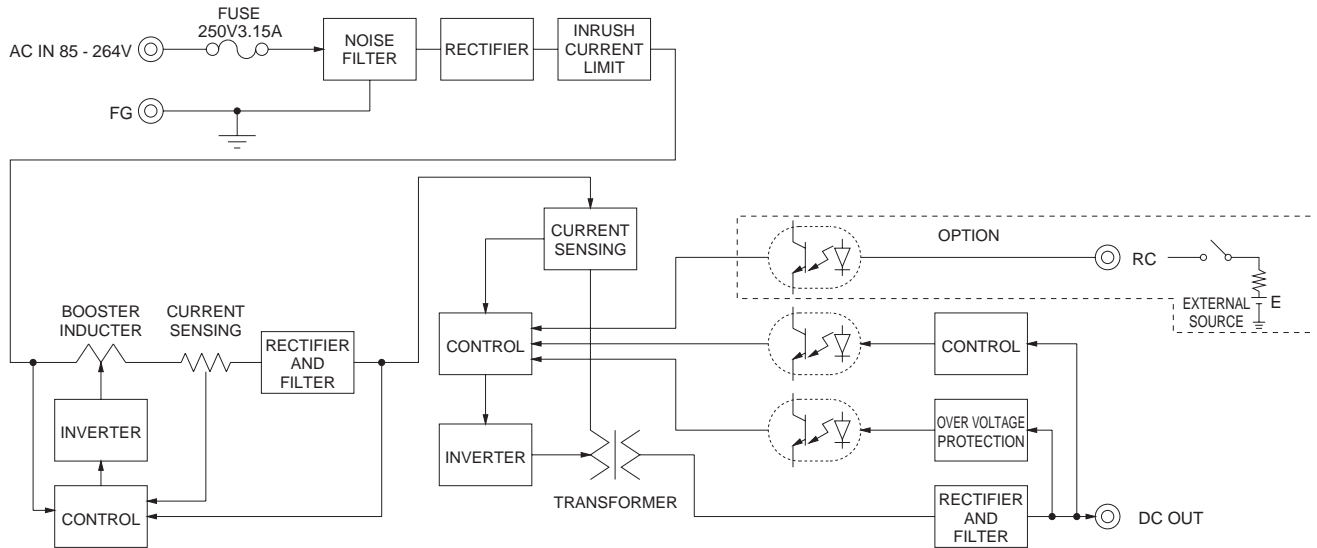 FUSE
250V3.15A
AC IN 85 - 264V
NOISE
FILTER
RECTIFIER
INRUSH
CURRENT
LIMIT
FG
CURRENT
SENSING
OPTION
RC
E
EXTERNAL
SOURCE
BOOSTER
INDUCTER
CURRENT
SENSING
RECTIFIER
AND
FILTER
CONTROL
CONTROL
INVERTER
INVERTER
OVER VOLTAGE
PROTECTION
TRANSFORMER
CONTROL
RECTIFIER
AND
FILTER
DC OUT